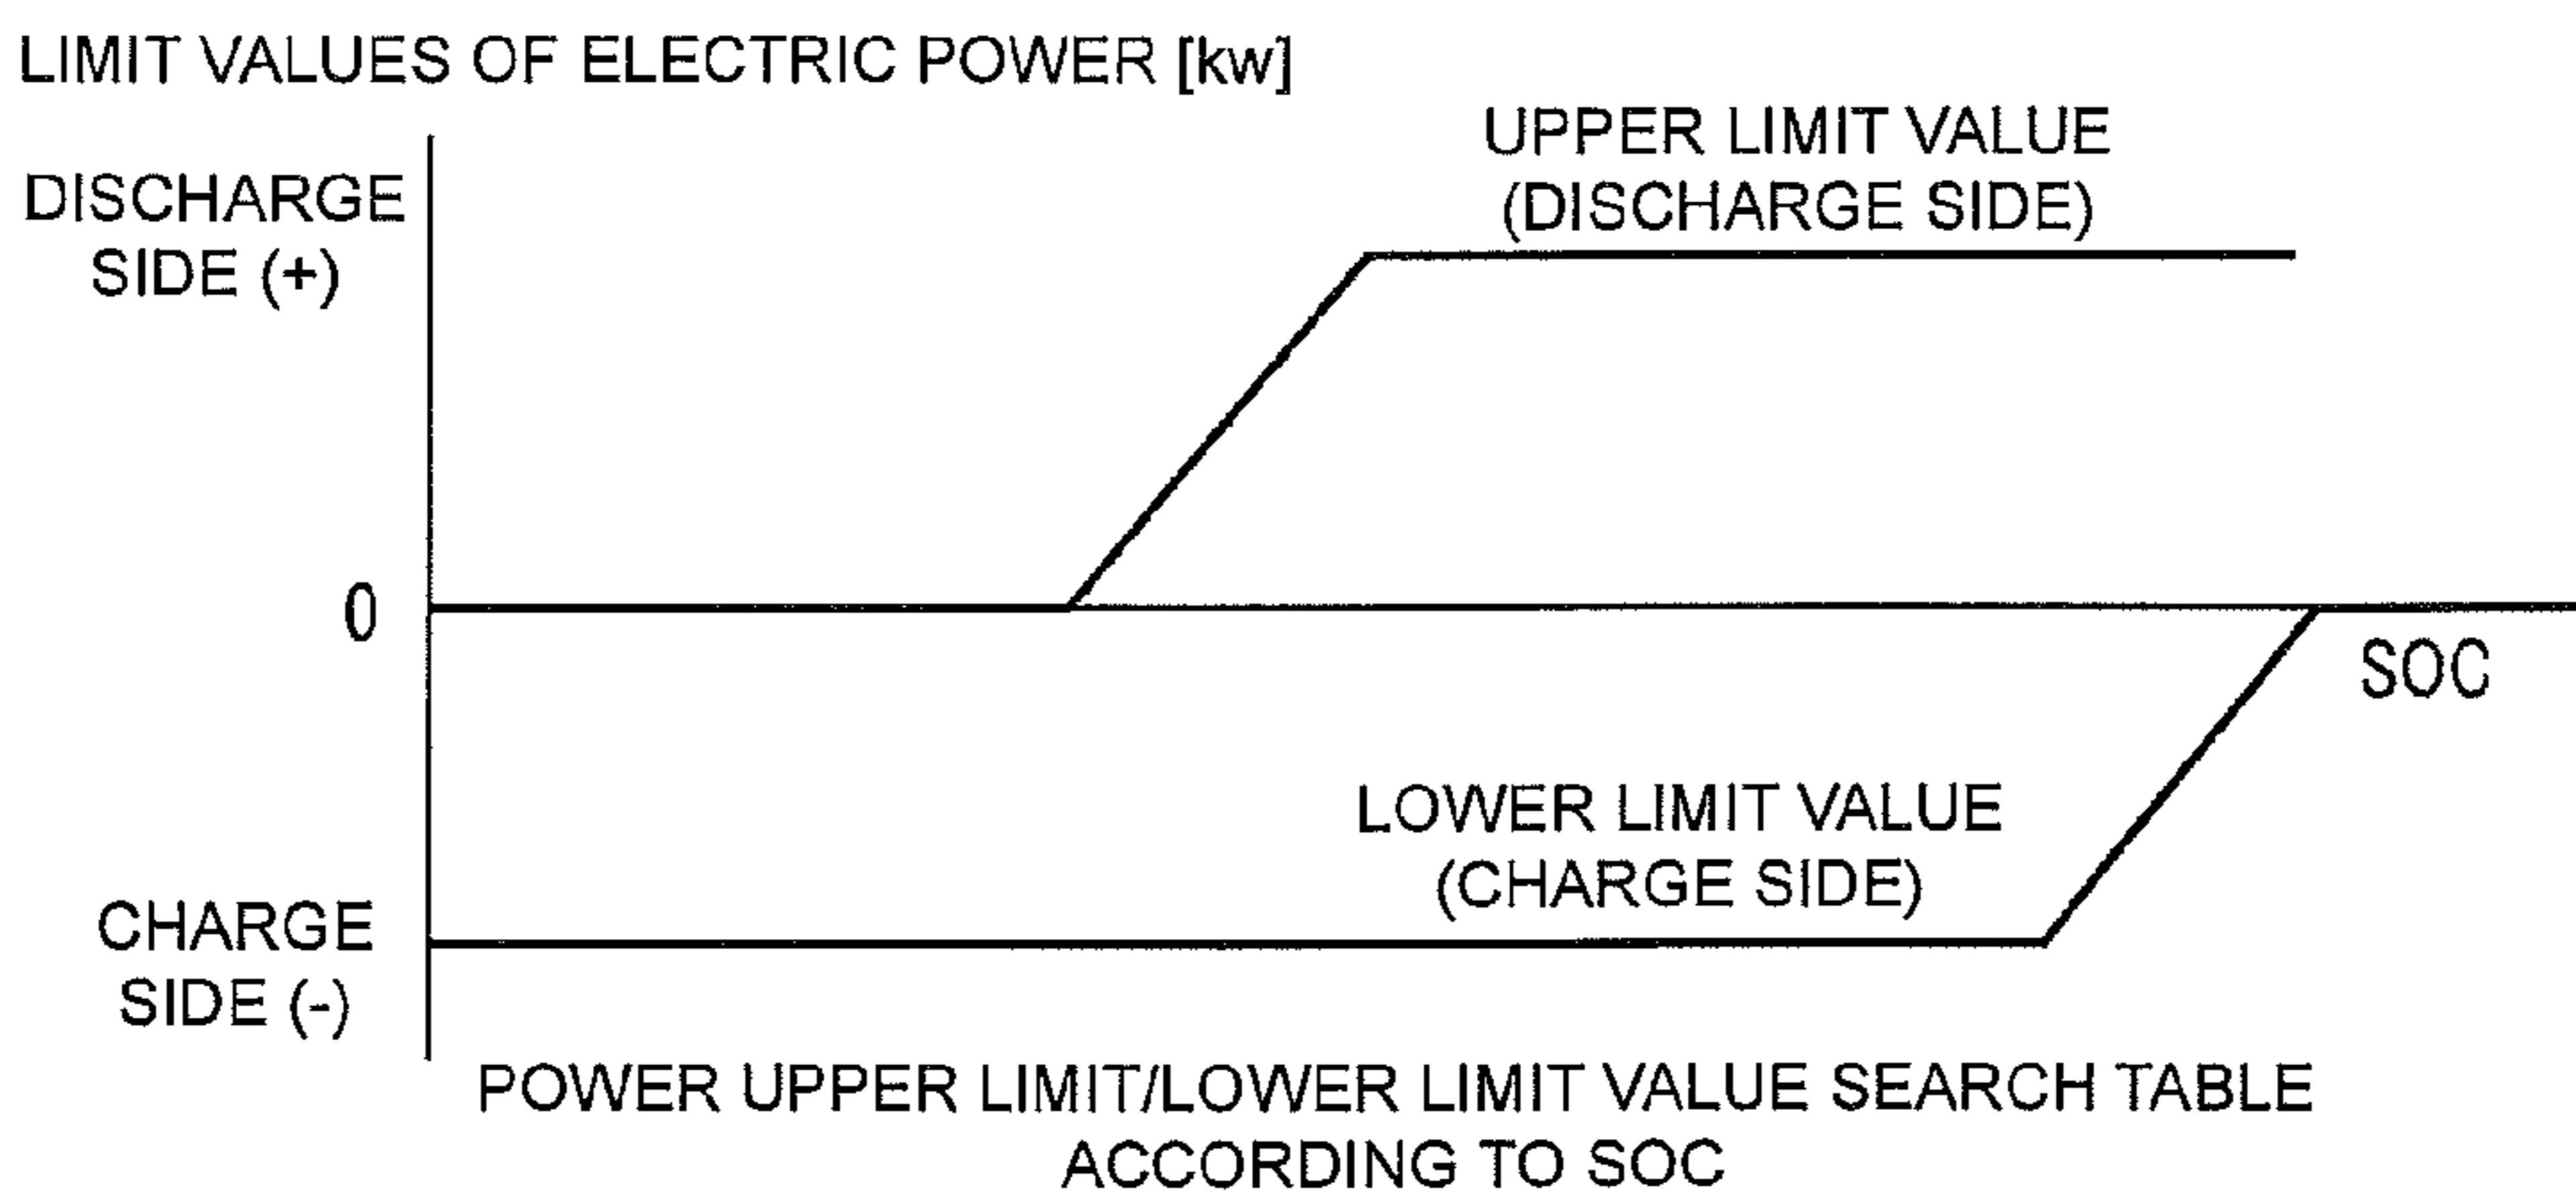 LIMIT VALUES OF ELECTRIC POWER [kw]
DISCHARGE
SIDE (+)
UPPER LIMIT VALUE
(DISCHARGE SIDE)
0
SOC
LOWER LIMIT VALUE
(CHARGE SIDE)
CHARGE
SIDE (-)
POWER UPPER LIMIT/LOWER LIMIT VALUE SEARCH TABLE
ACCORDING TO SOC